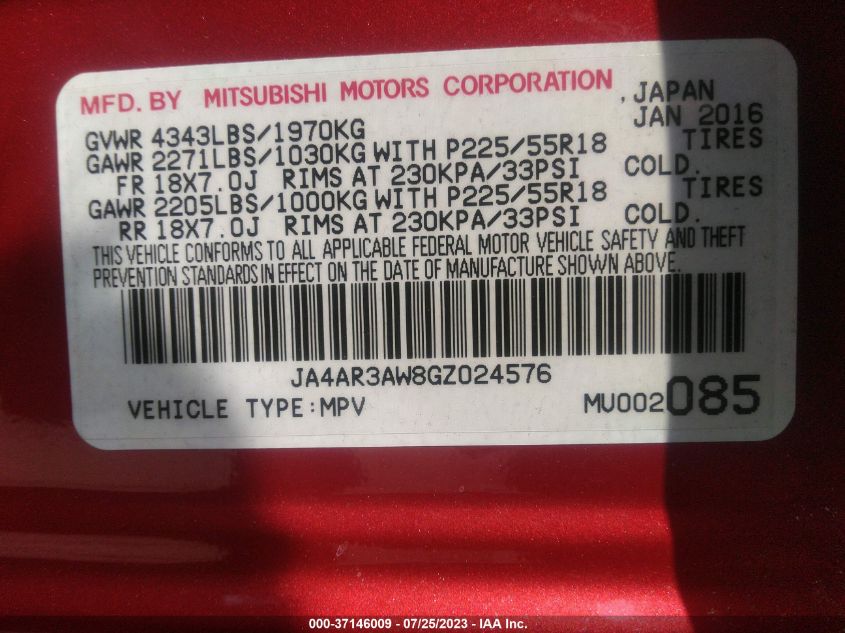 MFD. BY MITSUBISHI MOTORS CORPORATION , JAPAN
JAN 2016
GVWR 4343LBS/1970KG
GAWR 2271LBS/1030KG WITH P225/55R18 TIRES
FR 18X7.0J RIMS AT 230KPA/33PSI COLD.
GAWR 2205LBS/1000KG WITH P225/55R18 TIRES
RR 18X7.0J RIMS AT 230KPA/33PSI COLD.
THIS VEHICLE CONFORMS TO ALL APPLICABLE FEDERAL MOTOR VEHICLE SAFETY AND THEFT
PREVENTION STANDARDS IN EFFECT ON THE DATE OF MANUFACTURE SHOWN ABOVE.
JA4AR3AW8GZ024576
VEHICLE TYPE:MPV MU002085
000-37146009 - 07/25/2023 - IAA Inc.